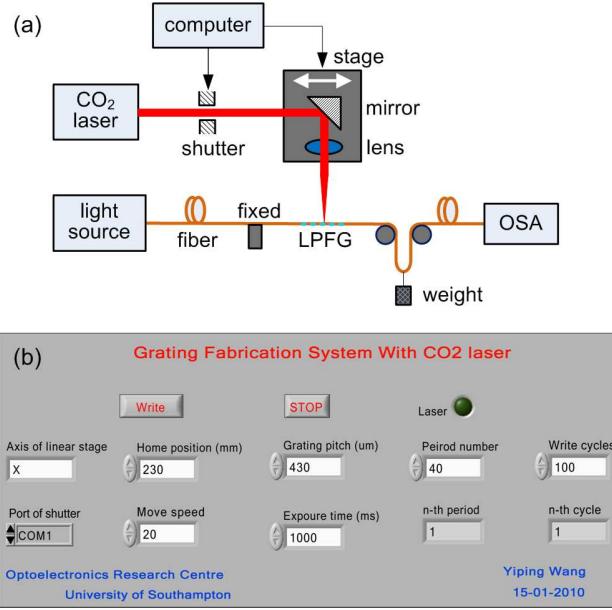 (a)
computer
stage
CO2
laser
shutter
mirror
lens
light
source
fiber
fixed
LPFG
OSA
weight
(b)
Grating Fabrication System With CO2 laser
Write
STOP
Laser
Axis of linear stage
Home position (mm)
Grating pitch (um)
Peirod number
Write cycles
X
230
430
40
100
Port of shutter
Move speed
Expoure time (ms)
n-th period
n-th cycle
COM1
20
1000
1
1
Optoelectronics Research Centre
University of Southampton
Yiping Wang
15-01-2010